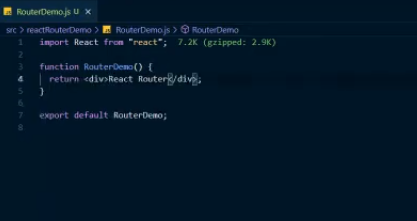 RouterDemo.js U X
src > reactRouterDemo > RouterDemo.js > RouterDemo
1 import React from "react"; 7.2K (gzipped: 2.9K)
2
3 function RouterDemo() {
4 return <div>React Router</div>;
5 }
6
7 export default RouterDemo;
8